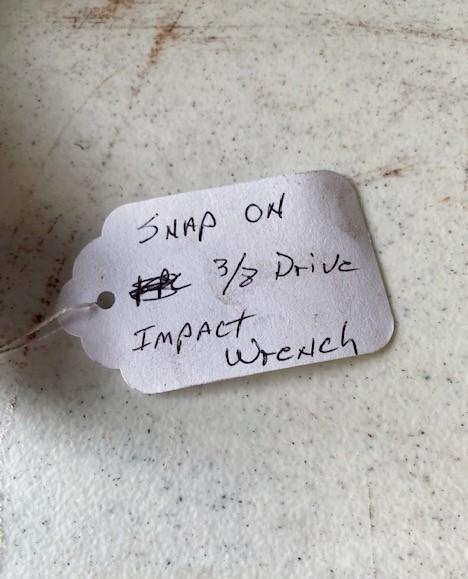 SNAP ON
3/8 Drive
IMPACT
Wrench